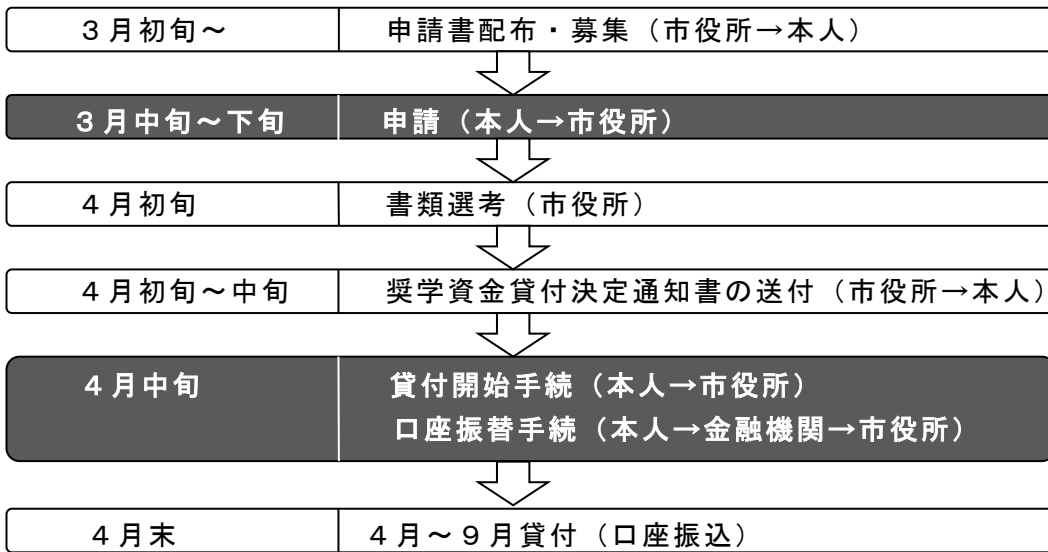 ３月初旬～ 申請書配布・募集（市役所→本人）
３月中旬～下旬 申請（本人→市役所）
４月初旬 書類選考（市役所）
４月初旬～中旬 奨学資金貸付決定通知書の送付（市役所→本人）
４月中旬 貸付開始手続（本人→市役所）
口座振替手続（本人→金融機関→市役所）
４月末 ４月～９月貸付（口座振込）